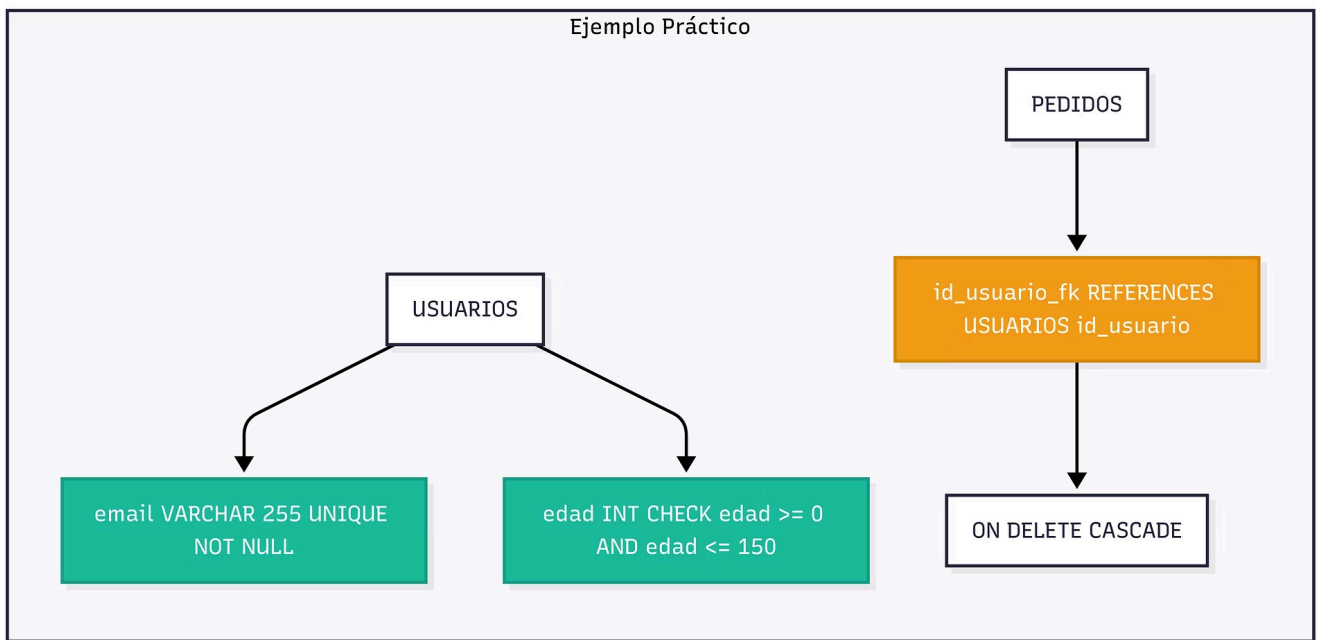 Ejemplo Práctico
PEDIDOS
id_usuario_fk REFERENCES
USUARIOS id_usuario
USUARIOS
email VARCHAR 255 UNIQUE
NOT NULL
edad INT CHECK edad >= 0
AND edad <= 150
ON DELETE CASCADE